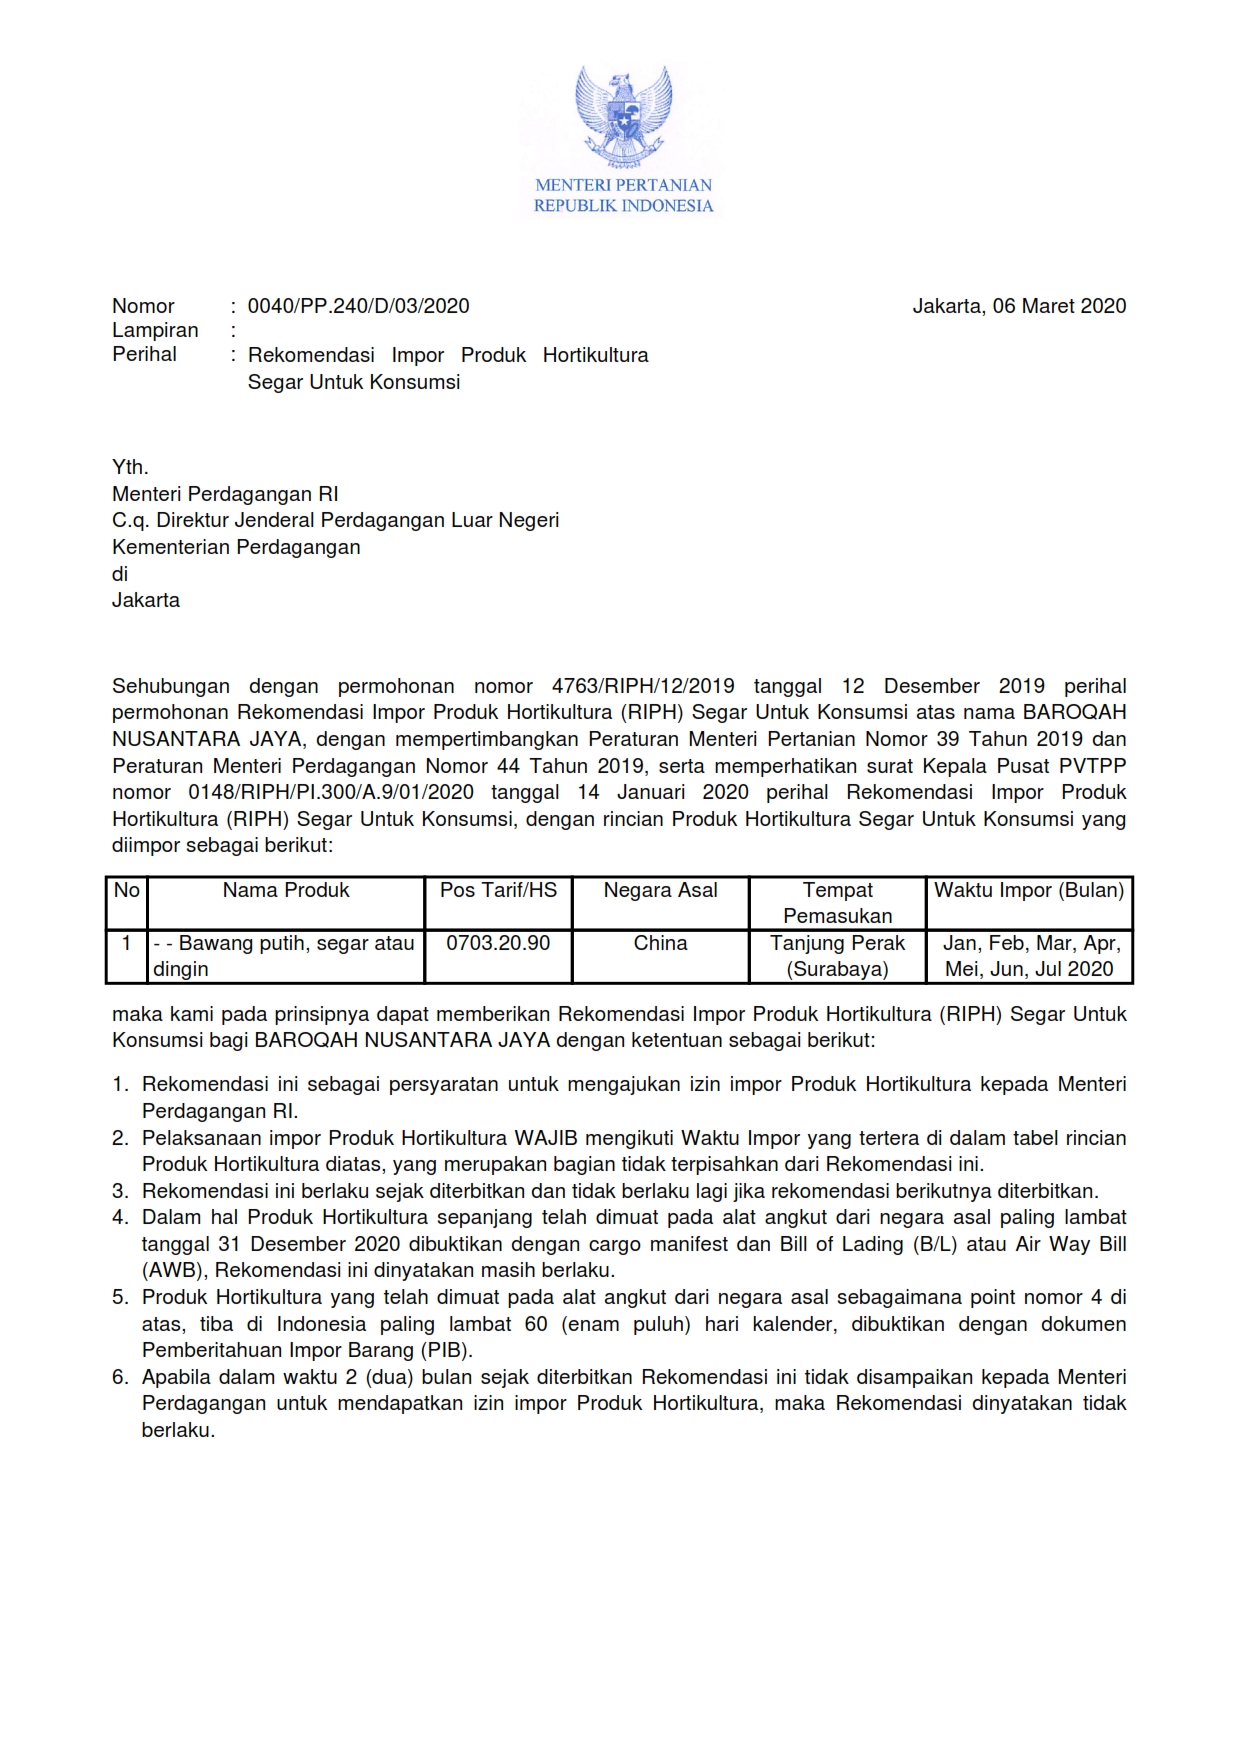 MENTERI PERTANIAN
REPUBLIK INDONESIA
Nomor : 0040/PP.240/D/03/2020 Jakarta, 06 Maret 2020
Lampiran :
Perihal : Rekomendasi Impor Produk Hortikultura
Segar Untuk Konsumsi
Yth.
Menteri Perdagangan RI
C.q. Direktur Jenderal Perdagangan Luar Negeri
Kementerian Perdagangan
di
Jakarta
Sehubungan dengan permohonan nomor 4763/RIPH/12/2019 tanggal 12 Desember 2019 perihal
permohonan Rekomendasi Impor Produk Hortikultura (RIPH) Segar Untuk Konsumsi atas nama BAROQAH
NUSANTARA JAYA, dengan mempertimbangkan Peraturan Menteri Pertanian Nomor 39 Tahun 2019 dan
Peraturan Menteri Perdagangan Nomor 44 Tahun 2019, serta memperhatikan surat Kepala Pusat PVTPP
nomor 0148/RIPH/PI.300/A.9/01/2020 tanggal 14 Januari 2020 perihal Rekomendasi Impor Produk
Hortikultura (RIPH) Segar Untuk Konsumsi, dengan rincian Produk Hortikultura Segar Untuk Konsumsi yang
diimpor sebagai berikut:
No Nama Produk Pos Tarif/HS Negara Asal Tempat Waktu Impor (Bulan)
Pemasukan
1 - - Bawang putih, segar atau 0703.20.90 China Tanjung Perak Jan, Feb, Mar, Apr,
dingin (Surabaya) Mei, Jun, Jul 2020
maka kami pada prinsipnya dapat memberikan Rekomendasi Impor Produk Hortikultura (RIPH) Segar Untuk
Konsumsi bagi BAROQAH NUSANTARA JAYA dengan ketentuan sebagai berikut:
1. Rekomendasi ini sebagai persyaratan untuk mengajukan izin impor Produk Hortikultura kepada Menteri
Perdagangan RI.
2. Pelaksanaan impor Produk Hortikultura WAJIB mengikuti Waktu Impor yang tertera di dalam tabel rincian
Produk Hortikultura diatas, yang merupakan bagian tidak terpisahkan dari Rekomendasi ini.
3. Rekomendasi ini berlaku sejak diterbitkan dan tidak berlaku lagi jika rekomendasi berikutnya diterbitkan.
4. Dalam hal Produk Hortikultura sepanjang telah dimuat pada alat angkut dari negara asal paling lambat
tanggal 31 Desember 2020 dibuktikan dengan cargo manifest dan Bill of Lading (B/L) atau Air Way Bill
(AWB), Rekomendasi ini dinyatakan masih berlaku.
5. Produk Hortikultura yang telah dimuat pada alat angkut dari negara asal sebagaimana point nomor 4 di
atas, tiba di Indonesia paling lambat 60 (enam puluh) hari kalender, dibuktikan dengan dokumen
Pemberitahuan Impor Barang (PIB).
6. Apabila dalam waktu 2 (dua) bulan sejak diterbitkan Rekomendasi ini tidak disampaikan kepada Menteri
Perdagangan untuk mendapatkan izin impor Produk Hortikultura, maka Rekomendasi dinyatakan tidak
berlaku.